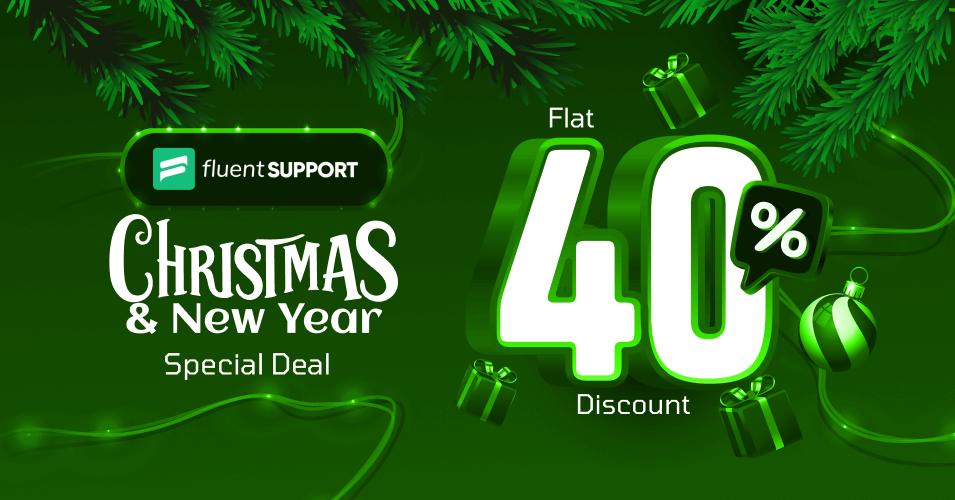 fluentSUPPORT
CHRISTMAS
& New Year
Special Deal
Flat
40%
Discount